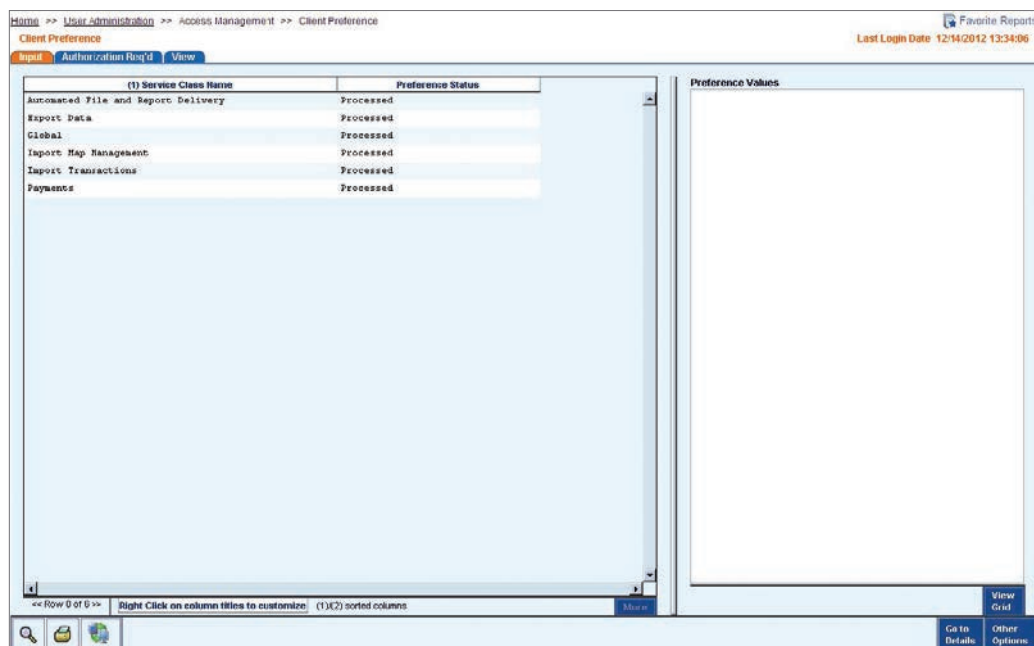 Home >> User Administration >> Access Management >> Client Preference
Favorite Reports
Client Preference
Last Login Date 12/14/2012 13:34:06
Input
Authorization Req'd
View
(1) Service Class Name
Preference Status
Preference Values
Automated File and Report Delivery Processed
Export Data Processed
Global Processed
Import Map Management Processed
Import Transactions Processed
Payments Processed
<< Row 0 of 6 >>
Right Click on column titles to customize
(1)/(2) sorted columns
More
View
Grid
Go to
Details
Other
Options